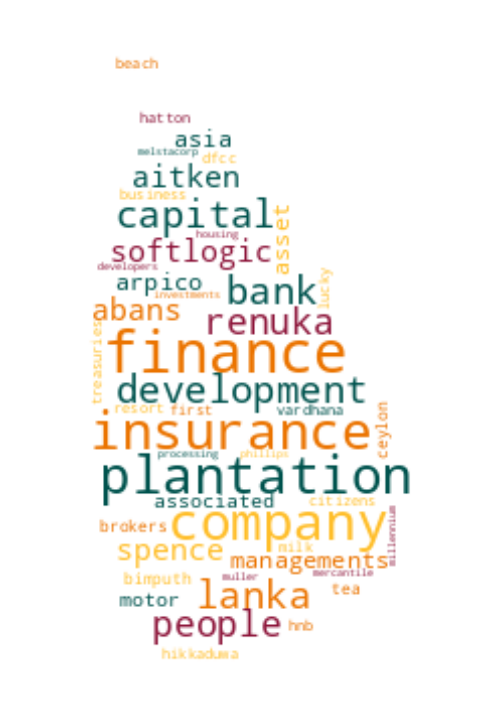 beach
hatton
asia
melstacorp
dfcc
aitken
business
capital
asset
housing
softlogic
developers
lucky
arpico
bank
investments
abans
renuka
treasuries
finance
development
resort
first
vardhana
ceylon
insurance
processing
phillips
plantation
associated
citizens
millennium
brokers
company
spence
milk
managements
bimputh
muller
mercantile
tea
motor
lanka
people
hnb
hikkaduwa